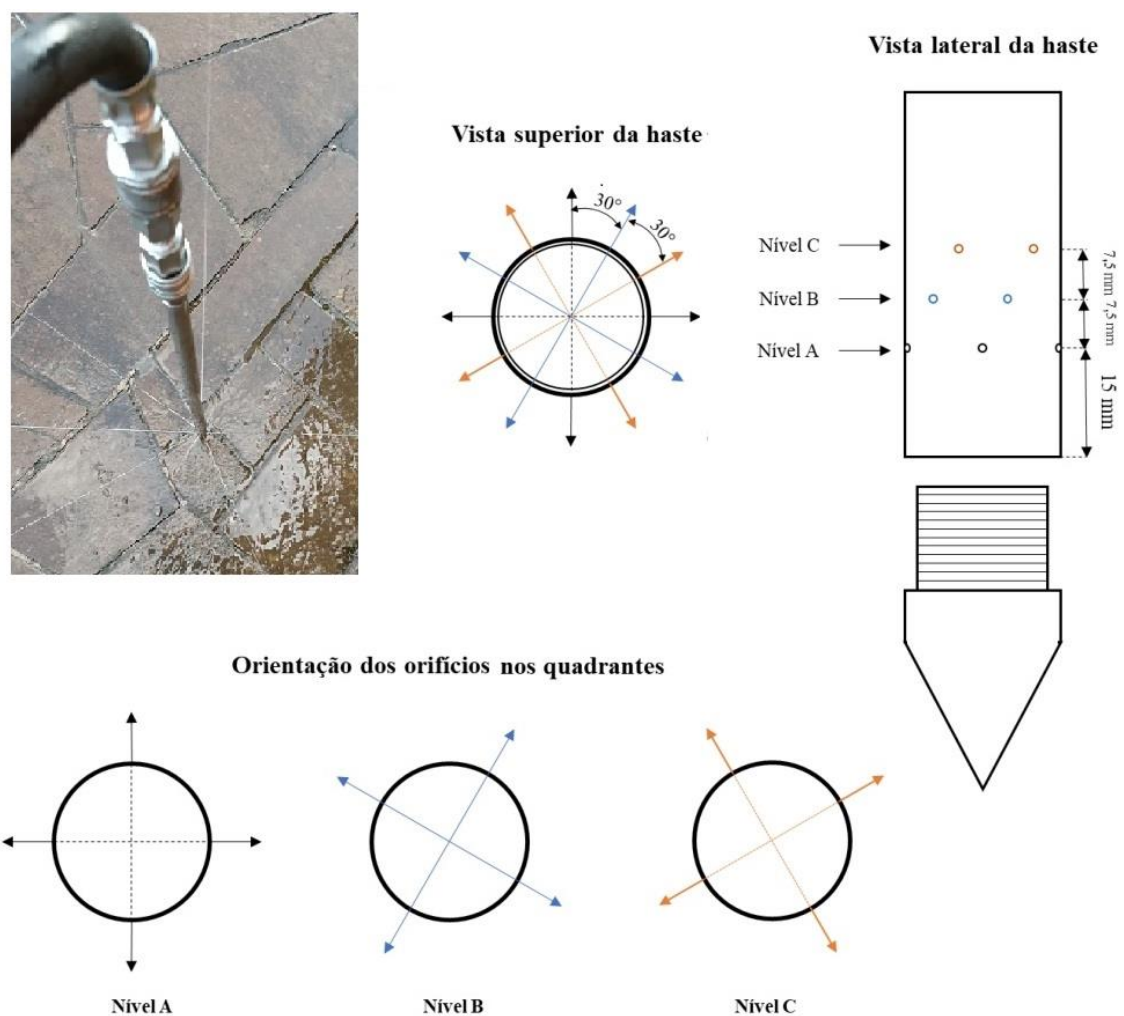 Vista lateral da haste
Vista superior da haste
30°
30°
Nível C
Nível B
Nível A
7,5 mm
7,5 mm
15 mm
Orientação dos orifícios nos quadrantes
Nível A
Nível B
Nível C